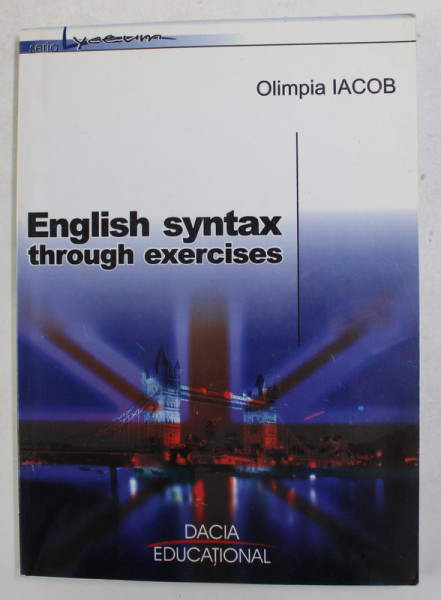 seria Lyceum
Olimpia IACOB
English syntax
through exercises
DACIA
EDUCAȚIONAL